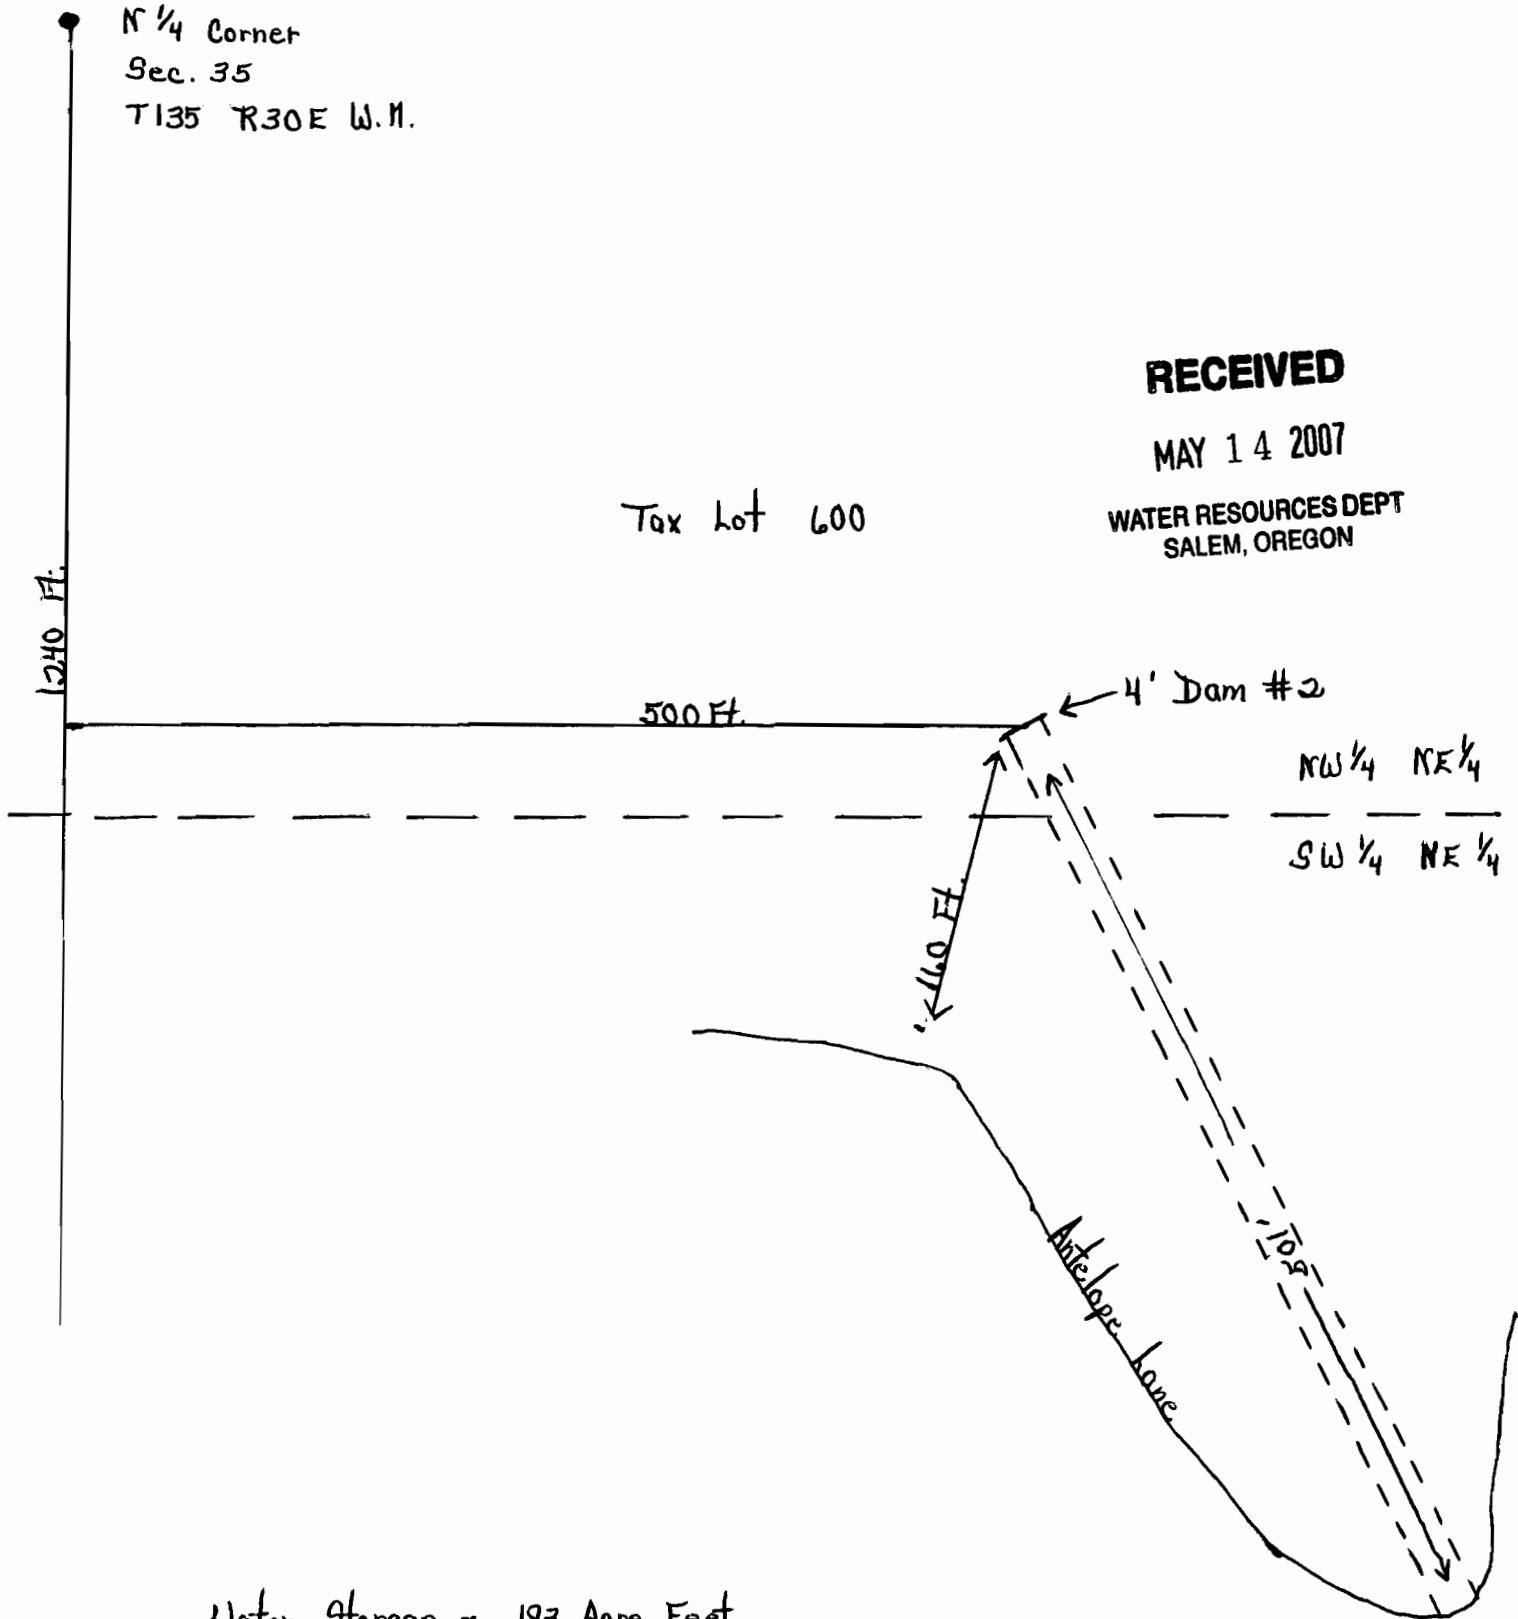 N 1/4 Corner
Sec. 35
T13S R30E W.M.
RECEIVED
MAY 14 2007
WATER RESOURCES DEPT
SALEM, OREGON
Tax Lot 600
1240 Ft.
500 Ft.
4' Dam #2
NW 1/4 NE 1/4
SW 1/4 NE 1/4
160 Ft.
Antelope Lane
Water Storage
Acre Feet